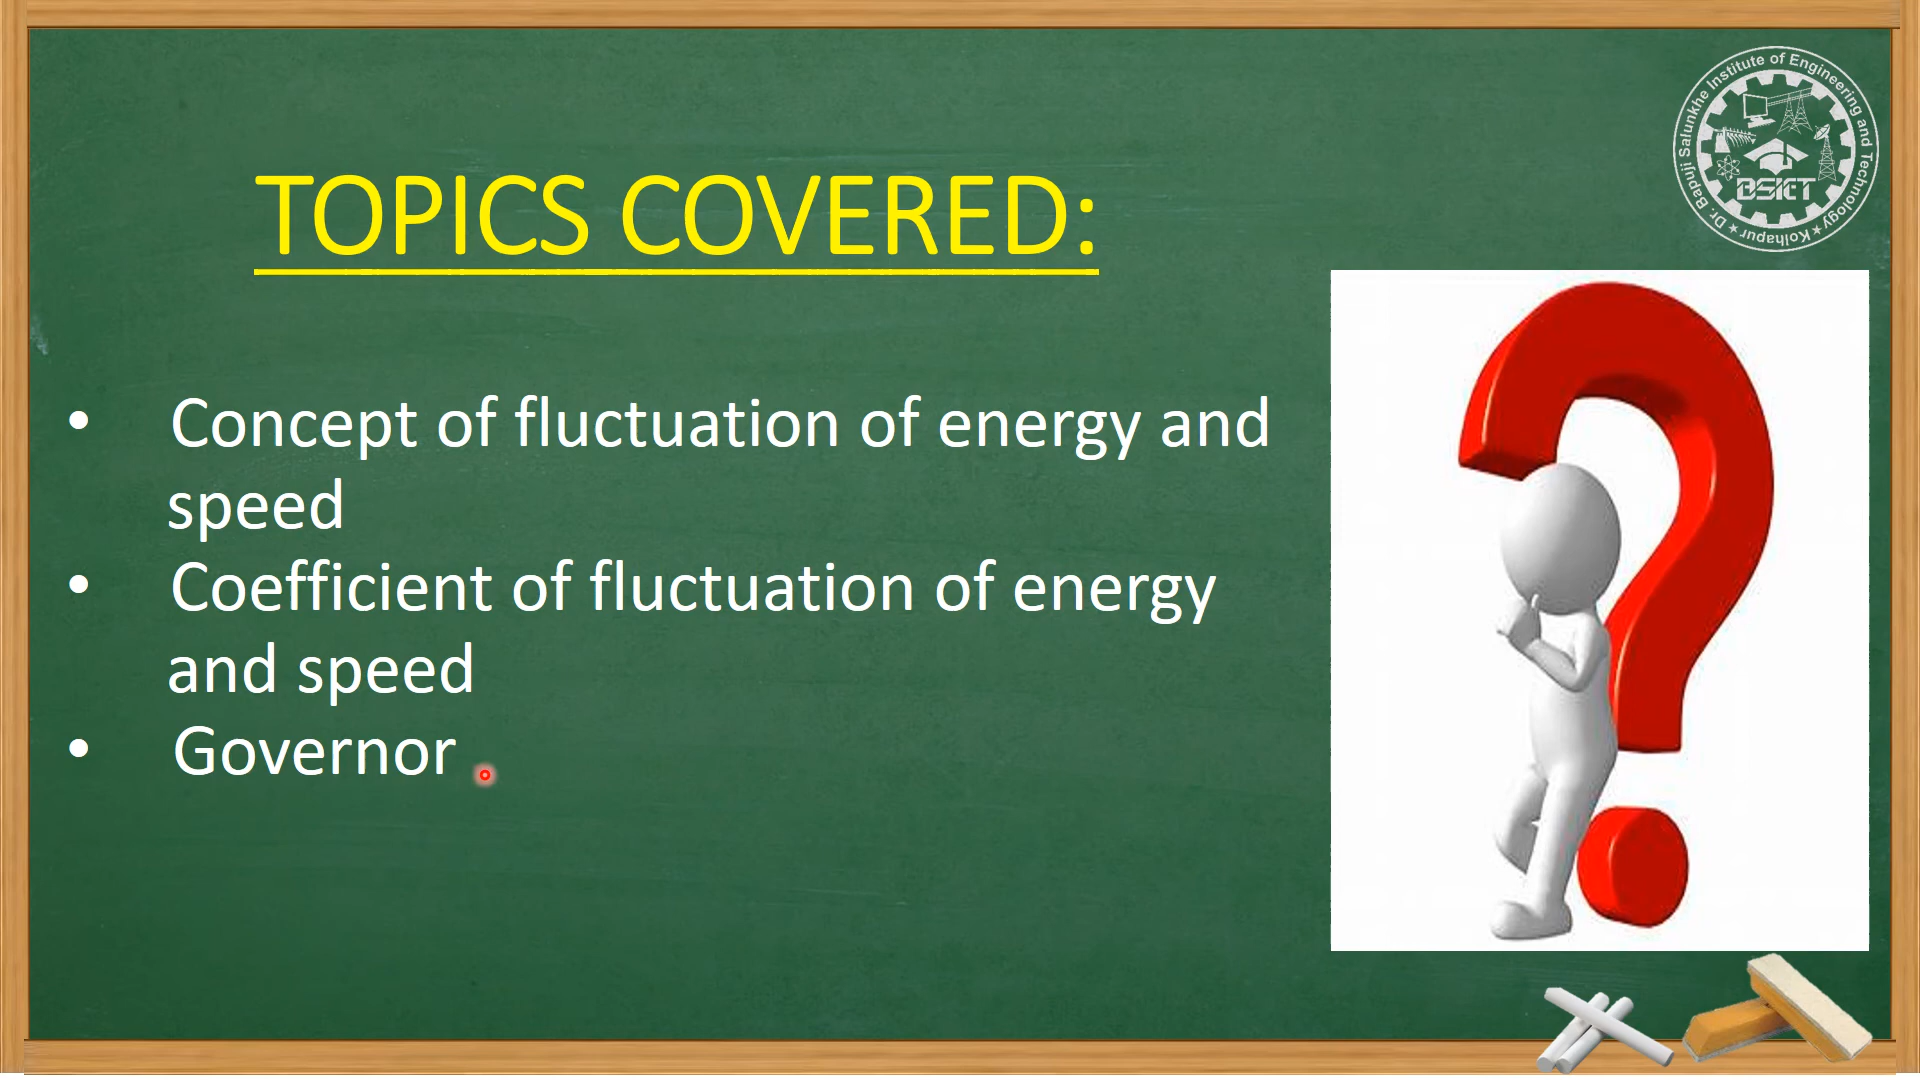 Dr. Bapuji Salunkhe Institute of Engineering and Technology
★ Kolhapur ★
BSIET
TOPICS COVERED:
• Concept of fluctuation of energy and
speed
• Coefficient of fluctuation of energy
and speed
• Governor